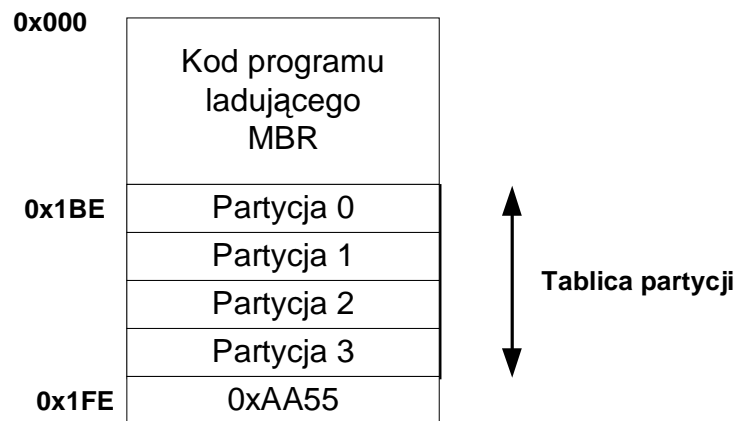 0x000
Kod programu
ladującego
MBR
0x1BE
Partycja 0
Partycja 1
Partycja 2
Partycja 3
Tablica partycji
0x1FE
0xAA55